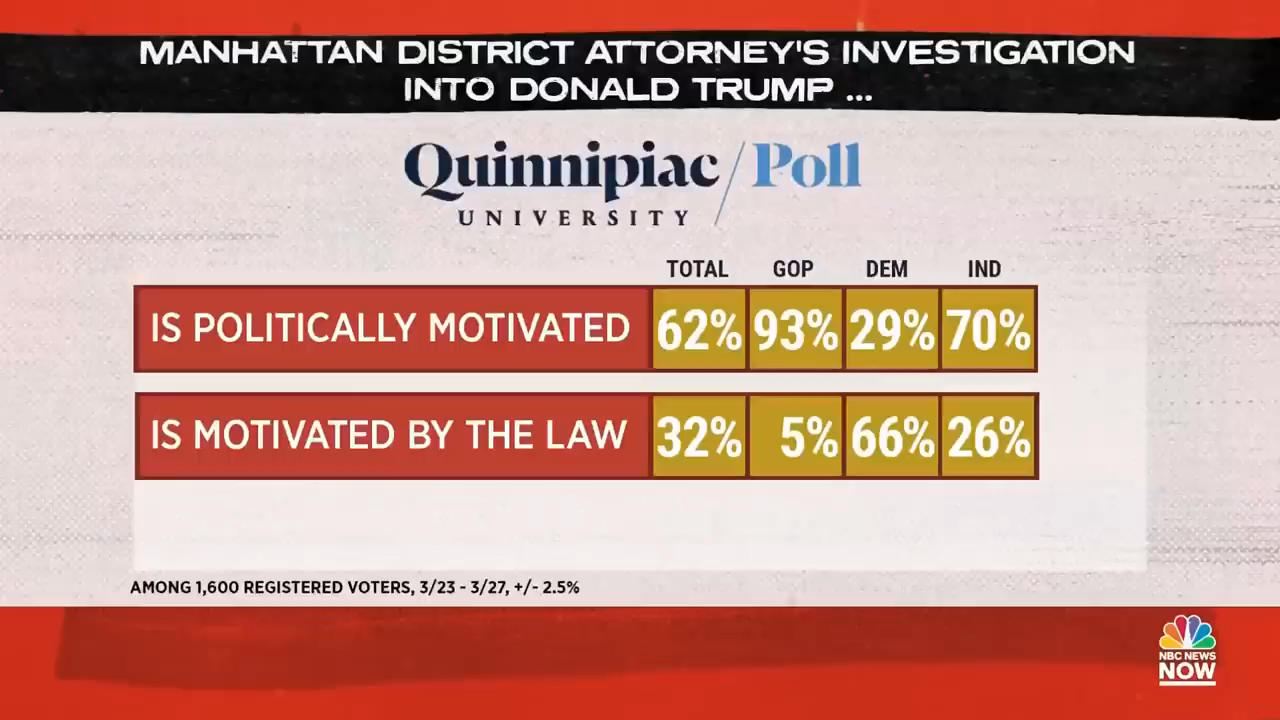 MANHATTAN DISTRICT ATTORNEY'S INVESTIGATION
INTO DONALD TRUMP ...
Quinnipiac / Poll
UNIVERSITY
TOTAL GOP DEM IND
IS POLITICALLY MOTIVATED 62% 93% 29% 70%
IS MOTIVATED BY THE LAW 32% 5% 66% 26%
AMONG 1,600 REGISTERED VOTERS, 3/23 - 3/27, +/- 2.5%
NBC NEWS
NOW